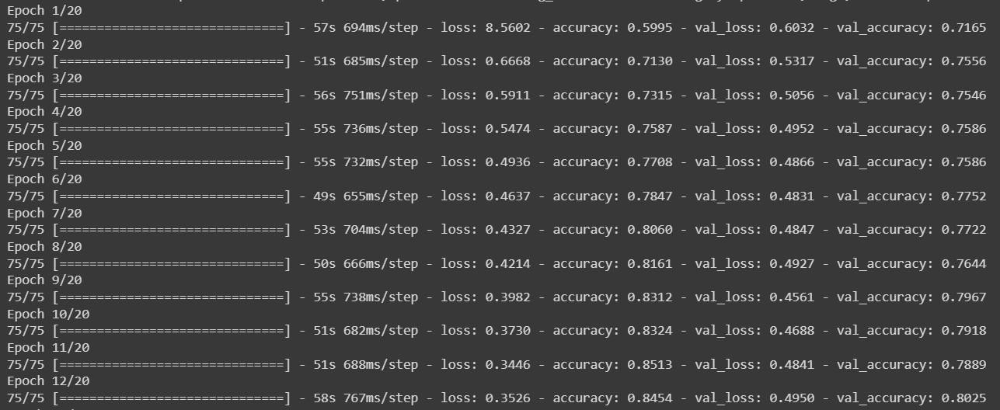 Epoch 1/20
75/75 [==============================] - 57s 694ms/step - loss: 8.5602 - accuracy: 0.5995 - val_loss: 0.6032 - val_accuracy: 0.7165
Epoch 2/20
75/75 [==============================] - 51s 685ms/step - loss: 0.6668 - accuracy: 0.7130 - val_loss: 0.5317 - val_accuracy: 0.7556
Epoch 3/20
75/75 [==============================] - 56s 751ms/step - loss: 0.5911 - accuracy: 0.7315 - val_loss: 0.5056 - val_accuracy: 0.7546
Epoch 4/20
75/75 [==============================] - 55s 736ms/step - loss: 0.5474 - accuracy: 0.7587 - val_loss: 0.4952 - val_accuracy: 0.7586
Epoch 5/20
75/75 [==============================] - 55s 732ms/step - loss: 0.4936 - accuracy: 0.7708 - val_loss: 0.4866 - val_accuracy: 0.7586
Epoch 6/20
75/75 [==============================] - 49s 655ms/step - loss: 0.4637 - accuracy: 0.7847 - val_loss: 0.4831 - val_accuracy: 0.7752
Epoch 7/20
75/75 [==============================] - 53s 704ms/step - loss: 0.4327 - accuracy: 0.8060 - val_loss: 0.4847 - val_accuracy: 0.7722
Epoch 8/20
75/75 [==============================] - 50s 666ms/step - loss: 0.4214 - accuracy: 0.8161 - val_loss: 0.4927 - val_accuracy: 0.7644
Epoch 9/20
75/75 [==============================] - 55s 738ms/step - loss: 0.3982 - accuracy: 0.8312 - val_loss: 0.4561 - val_accuracy: 0.7967
Epoch 10/20
75/75 [==============================] - 51s 682ms/step - loss: 0.3730 - accuracy: 0.8324 - val_loss: 0.4688 - val_accuracy: 0.7918
Epoch 11/20
75/75 [==============================] - 51s 688ms/step - loss: 0.3446 - accuracy: 0.8513 - val_loss: 0.4841 - val_accuracy: 0.7889
Epoch 12/20
75/75 [==============================] - 58s 767ms/step - loss: 0.3526 - accuracy: 0.8454 - val_loss: 0.4950 - val_accuracy: 0.8025